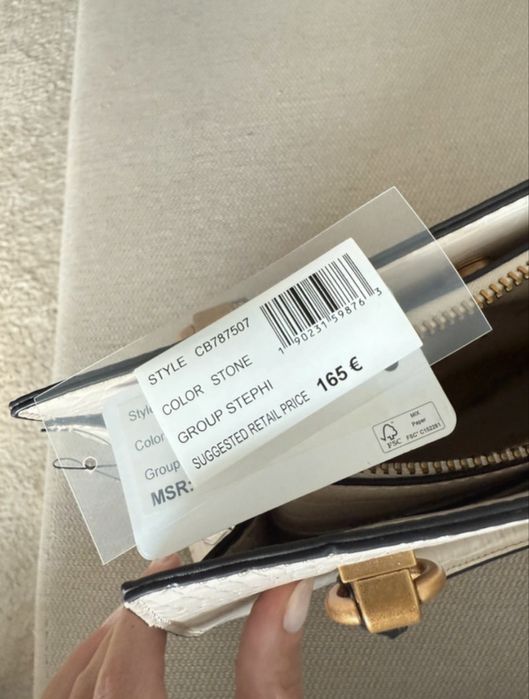 STYLE CB787507
COLOR STONE
GROUP STEPHI
SUGGESTED RETAIL PRICE 165 €
1 90231 59876 3
Style
Color
Group
MSR:
FSC
MIX
Paper
FSC® C152281